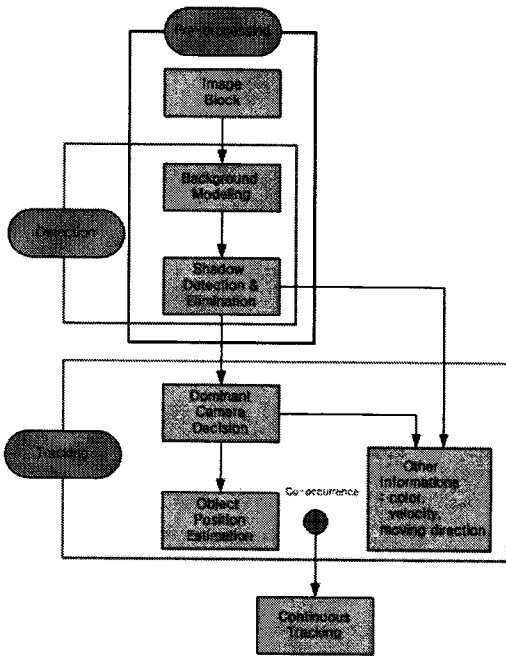 Pre-processing
Image
Block
Background
Modeling
Detection
Shadow
Detection &
Elimination
Dominant
Camera
Decision
Tracking
Other
Informations
: color,
velocity,
moving direction
Co-occurrence
Object
Position
Estimation
Continuous
Tracking